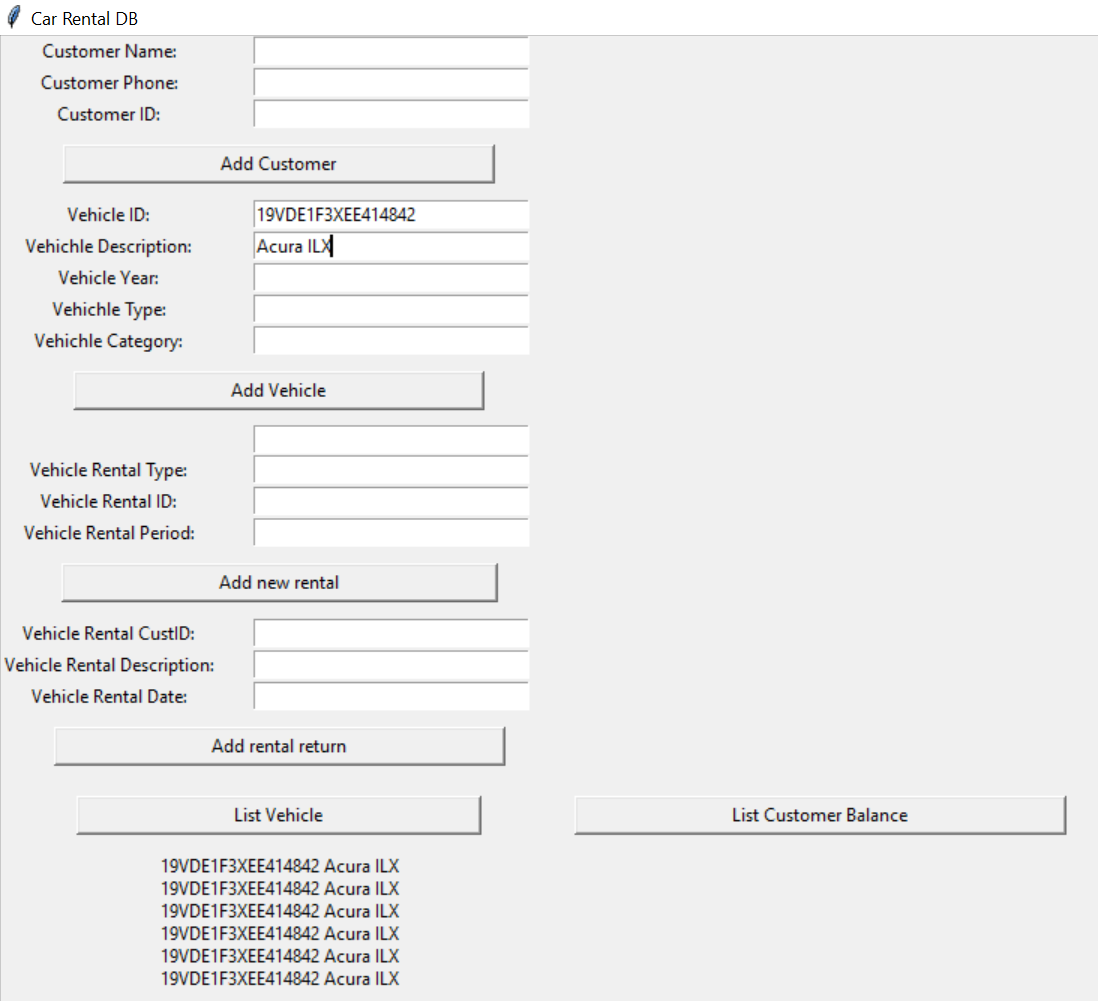 Car Rental DB
Customer Name:
Customer Phone:
Customer ID:
Add Customer
Vehicle ID: 19VDE1F3XEE414842
Vehichle Description: Acura ILX
Vehicle Year:
Vehichle Type:
Vehichle Category:
Add Vehicle
Vehicle Rental Type:
Vehicle Rental ID:
Vehicle Rental Period:
Add new rental
Vehicle Rental CustID:
Vehicle Rental Description:
Vehicle Rental Date:
Add rental return
List Vehicle List Customer Balance
19VDE1F3XEE414842 Acura ILX
19VDE1F3XEE414842 Acura ILX
19VDE1F3XEE414842 Acura ILX
19VDE1F3XEE414842 Acura ILX
19VDE1F3XEE414842 Acura ILX
19VDE1F3XEE414842 Acura ILX